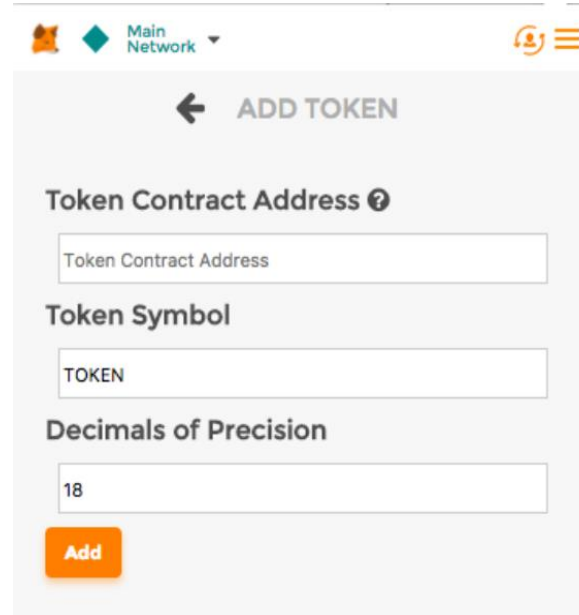 Main
Network
ADD TOKEN
Token Contract Address ?
Token Contract Address
Token Symbol
TOKEN
Decimals of Precision
18
Add